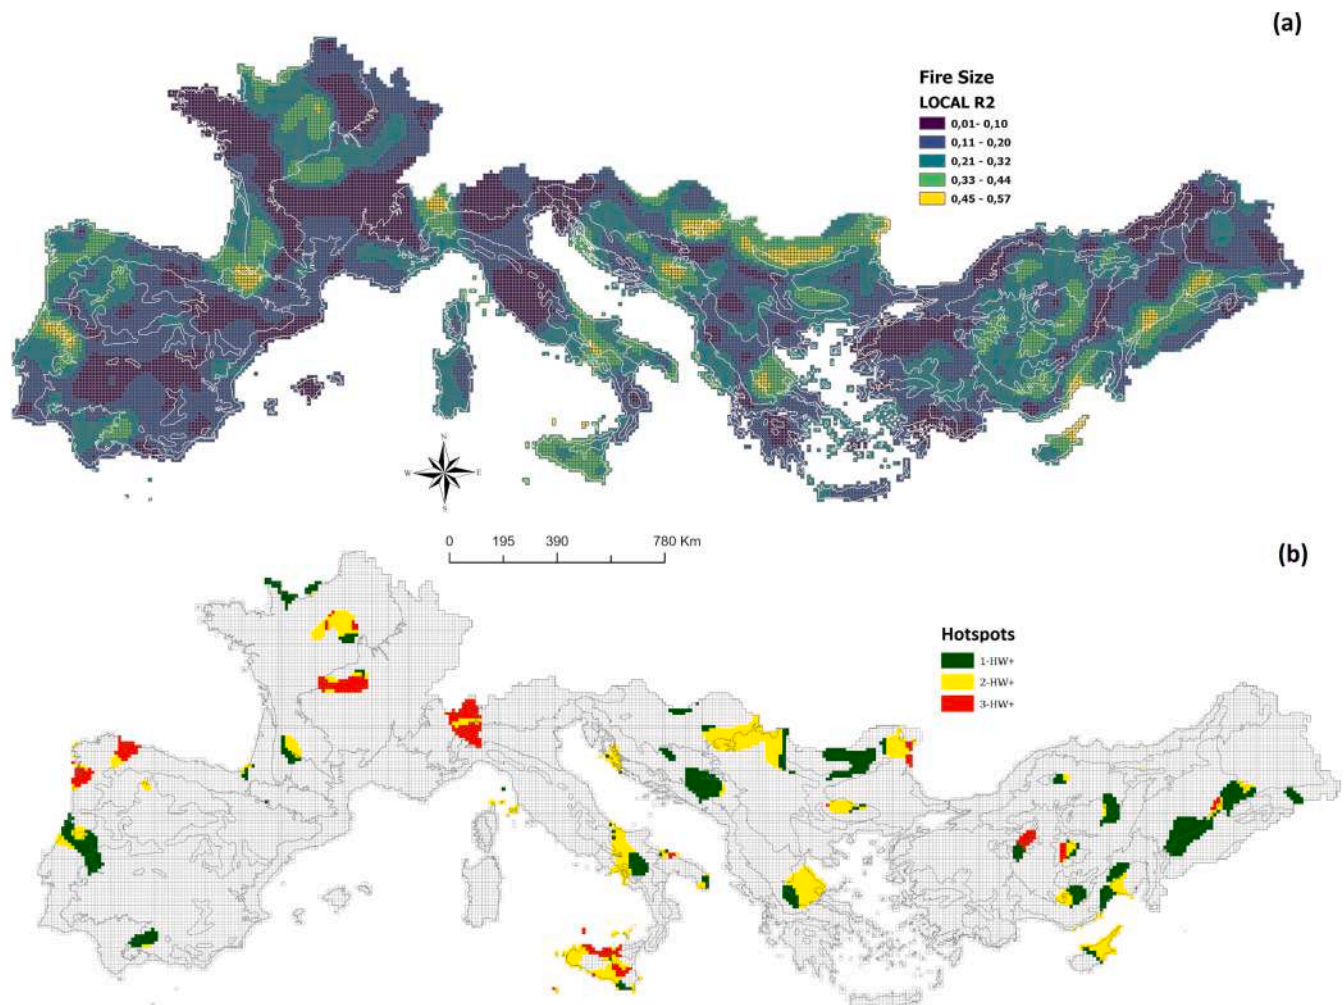 (a)
Fire Size
LOCAL R2
0,01- 0,10
0,11 - 0,20
0,21 - 0,32
0,33 - 0,44
0,45 - 0,57
N
W E
S
0 195 390 780 Km
(b)
Hotspots
1-HW+
2-HW+
3-HW+